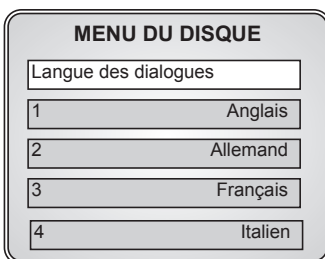 MENU DU DISQUE
Langue des dialogues
1 Anglais
2 Allemand
3 Français
4 Italien